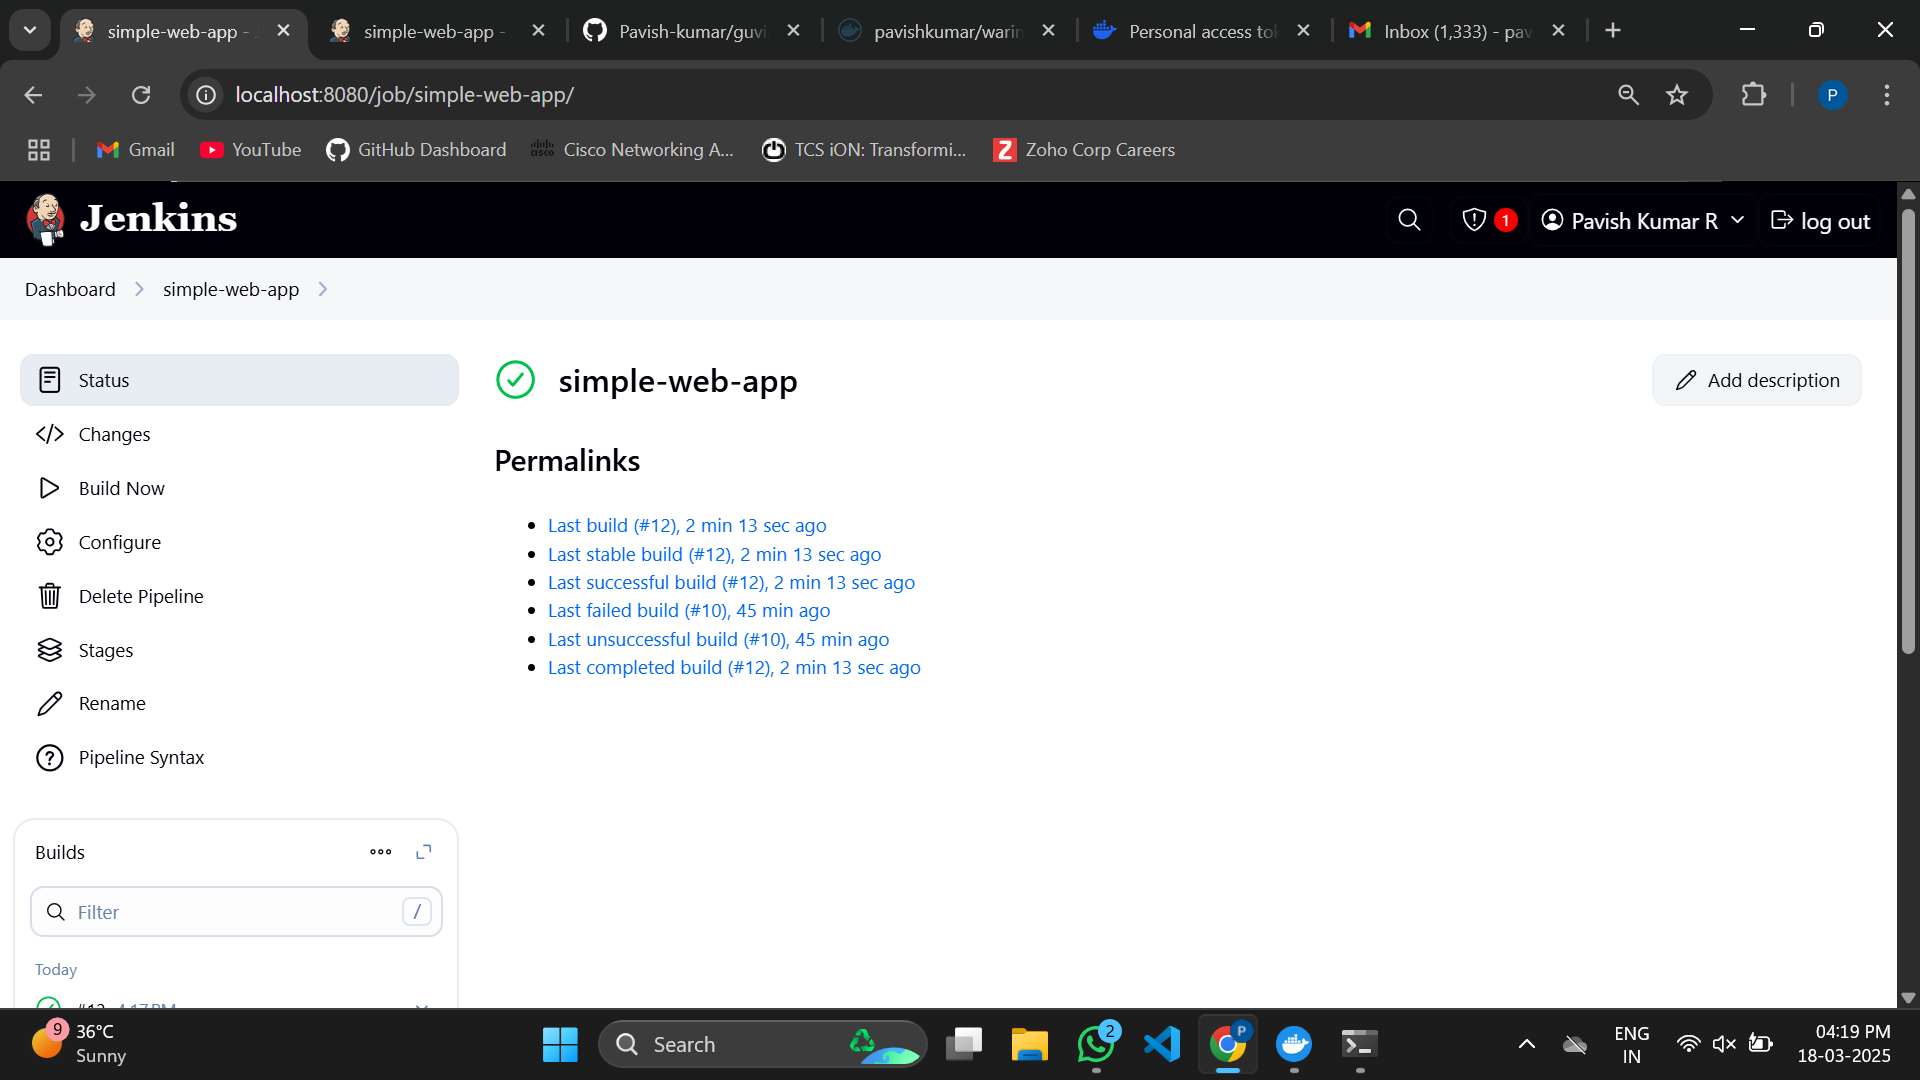 simple-web-app -
simple-web-app -
Pavish-kumar/guvi
pavishkumar/warin
Personal access tok
Inbox (1,333) - pav
localhost:8080/job/simple-web-app/
P
Gmail
YouTube
GitHub Dashboard
Cisco Networking A...
TCS iON: Transformi...
Zoho Corp Careers
Jenkins
1
Pavish Kumar R
log out
Dashboard
simple-web-app
Status
simple-web-app
Add description
Changes
Permalinks
Build Now
Last build (#12), 2 min 13 sec ago
Configure
Last stable build (#12), 2 min 13 sec ago
Last successful build (#12), 2 min 13 sec ago
Delete Pipeline
Last failed build (#10), 45 min ago
Last unsuccessful build (#10), 45 min ago
Stages
Last completed build (#12), 2 min 13 sec ago
Rename
Pipeline Syntax
Builds
Filter
/
Today
#12 4:17 PM
9
36°C
Sunny
Search
2
P
ENG
IN
04:19 PM
18-03-2025